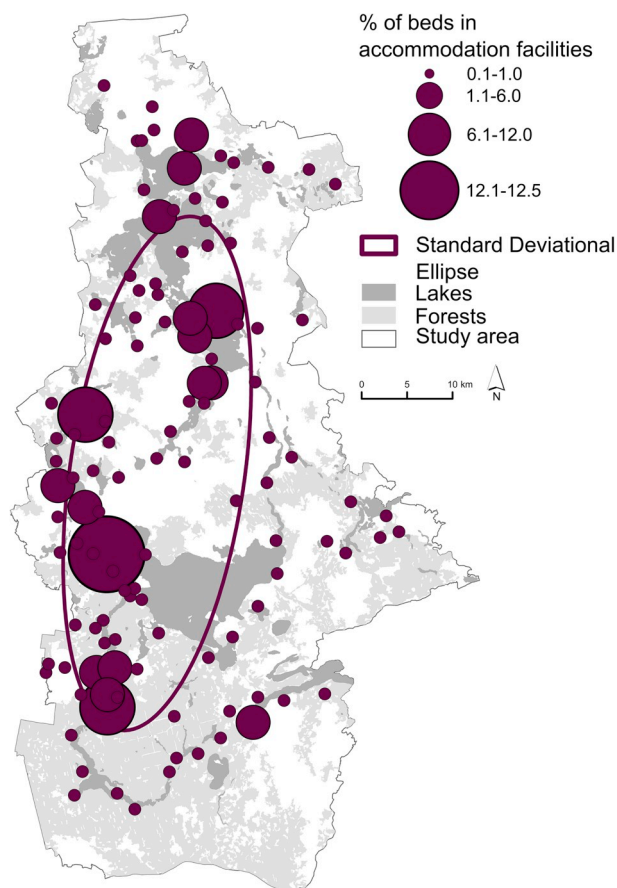 % of beds in
accommodation facilities
0.1-1.0
1.1-6.0
6.1-12.0
12.1-12.5
Standard Deviational
Ellipse
Lakes
Forests
Study area
0 5 10 km
N